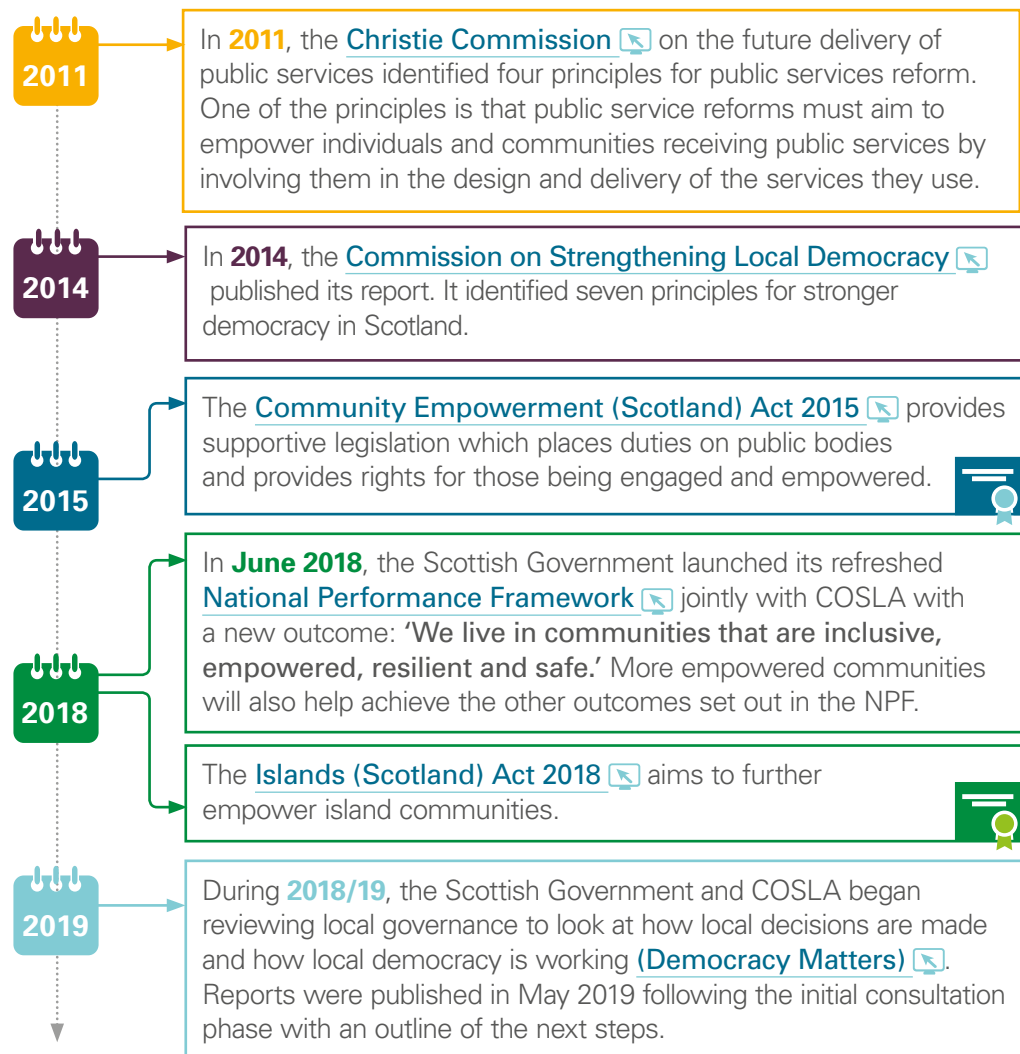 2011
In 2011, the Christie Commission on the future delivery of
public services identified four principles for public services reform.
One of the principles is that public service reforms must aim to
empower individuals and communities receiving public services by
involving them in the design and delivery of the services they use.
2014
In 2014, the Commission on Strengthening Local Democracy
published its report. It identified seven principles for stronger
democracy in Scotland.
2015
The Community Empowerment (Scotland) Act 2015 provides
supportive legislation which places duties on public bodies
and provides rights for those being engaged and empowered.
2018
In June 2018, the Scottish Government launched its refreshed
National Performance Framework jointly with COSLA with
a new outcome: ‘We live in communities that are inclusive,
empowered, resilient and safe.’ More empowered communities
will also help achieve the other outcomes set out in the NPF.
The Islands (Scotland) Act 2018 aims to further
empower island communities.
2019
During 2018/19, the Scottish Government and COSLA began
reviewing local governance to look at how local decisions are made
and how local democracy is working (Democracy Matters).
Reports were published in May 2019 following the initial consultation
phase with an outline of the next steps.